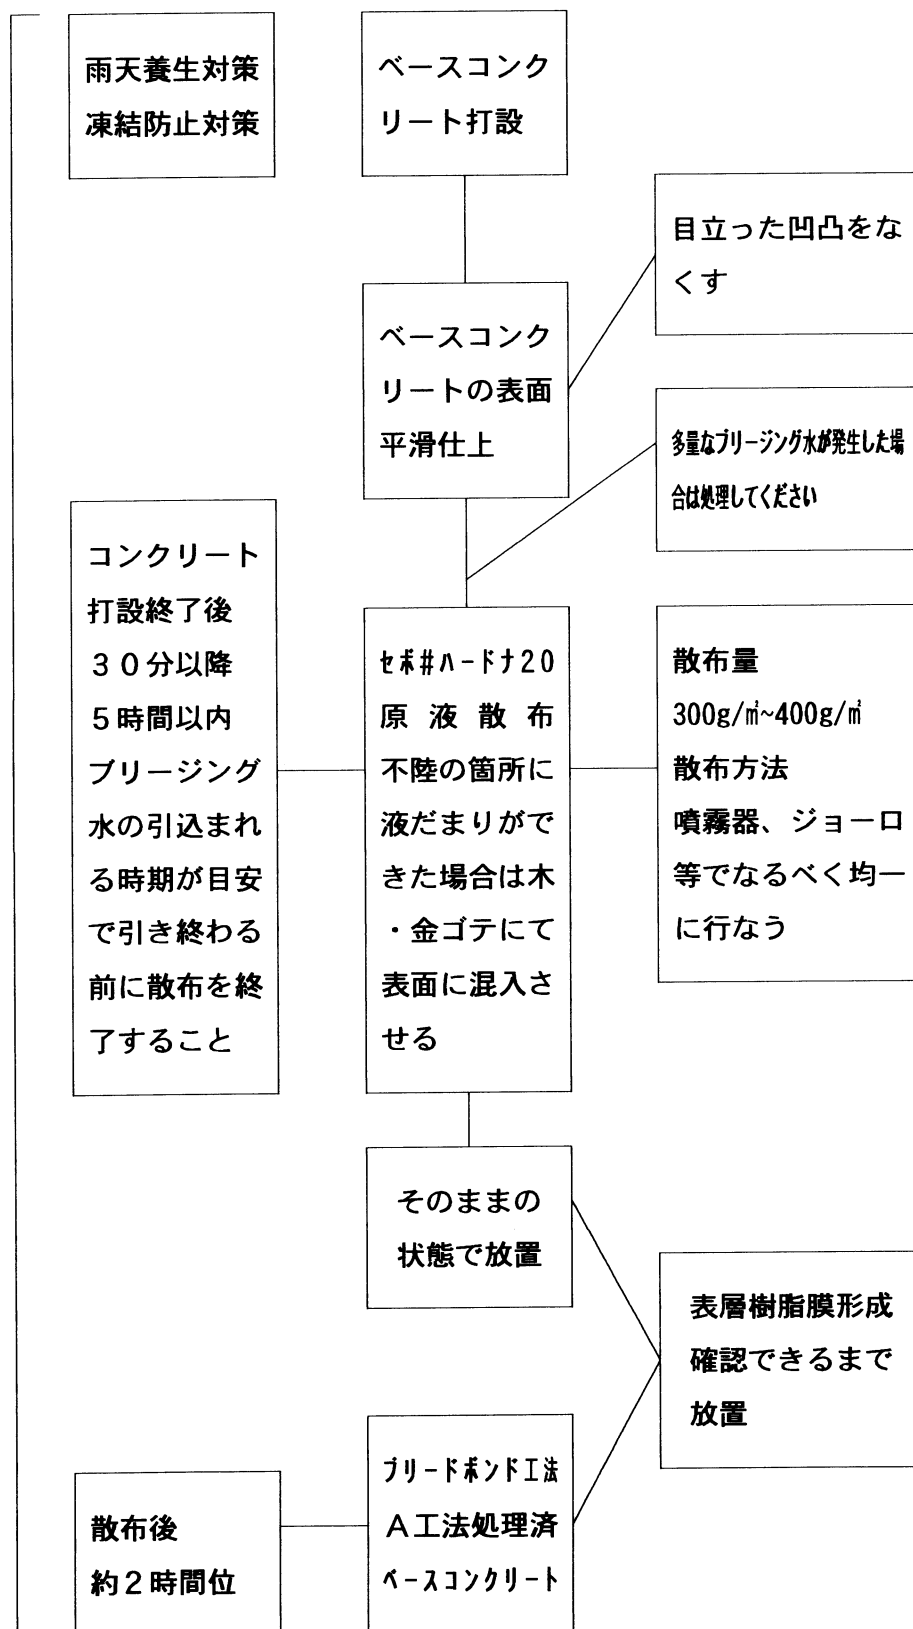 雨天養生対策
凍結防止対策
ベースコンク
リート打設
目立った凹凸をな
くす
ベースコンク
リートの表面
平滑仕上
多量なブリージング水が発生した場
合は処理してください
コンクリート
打設終了後
３０分以降
５時間以内
ブリージング
水の引込まれ
る時期が目安
で引き終わる
前に散布を終
了すること
セボ#ハードナ20
原液散布
不陸の箇所に
液だまりがで
きた場合は木
・金ゴテにて
表面に混入さ
せる
散布量
300g/㎡~400g/㎡
散布方法
噴霧器、ジョーロ
等でなるべく均一
に行なう
そのままの
状態で放置
表層樹脂膜形成
確認できるまで
放置
ブリードボンド工法
Ａ工法処理済
ベースコンクリート
散布後
約２時間位